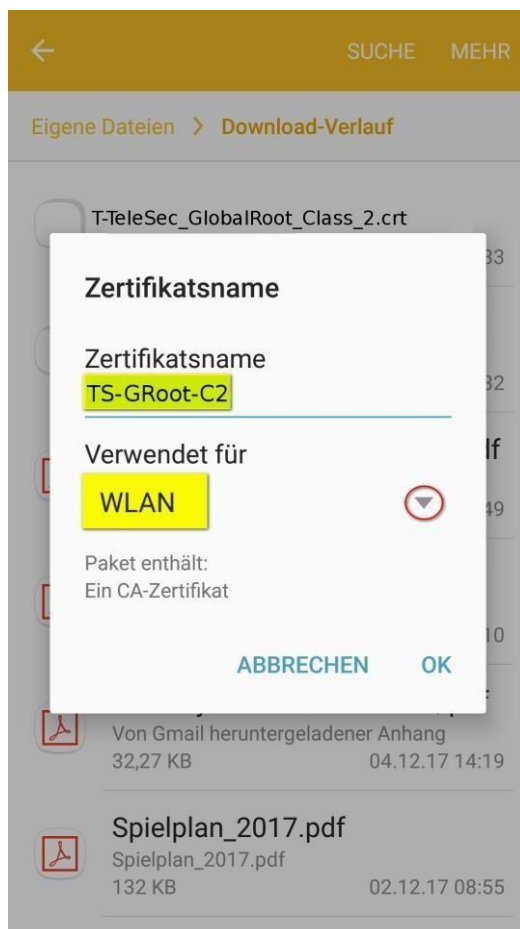 SUCHE MEHR
Eigene Dateien > Download-Verlauf
T-TeleSec_GlobalRoot_Class_2.crt
33
Zertifikatsname
Zertifikatsname
32
TS-GRoot-C2
Verwendet für
WLAN
49
Paket enthält:
Ein CA-Zertifikat
10
ABBRECHEN OK
Von Gmail heruntergeladener Anhang
32,27 KB 04.12.17 14:19
Spielplan_2017.pdf
Spielplan_2017.pdf
132 KB 02.12.17 08:55